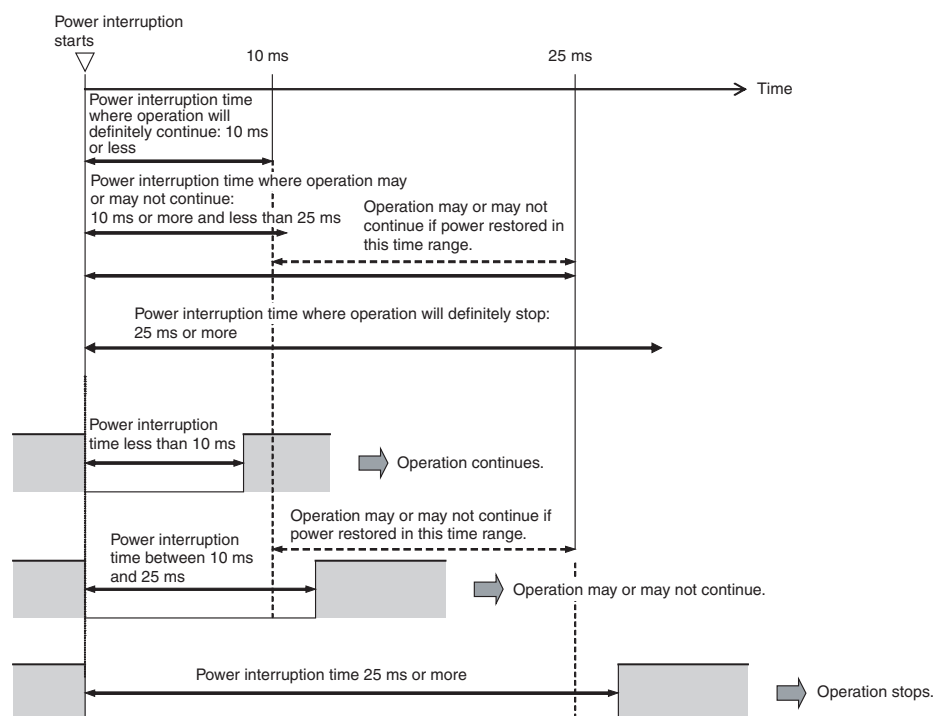 Power interruption
starts
10 ms
25 ms
Time
Power interruption time
where operation will
definitely continue: 10 ms
or less
Power interruption time where operation may
or may not continue:
10 ms or more and less than 25 ms
Operation may or may not
continue if power restored in
this time range.
Power interruption time where operation will definitely stop:
25 ms or more
Power interruption
time less than 10 ms
Operation continues.
Operation may or may not continue if
power restored in this time range.
Power interruption
time between 10 ms
and 25 ms
Operation may or may not continue.
Power interruption time 25 ms or more
Operation stops.